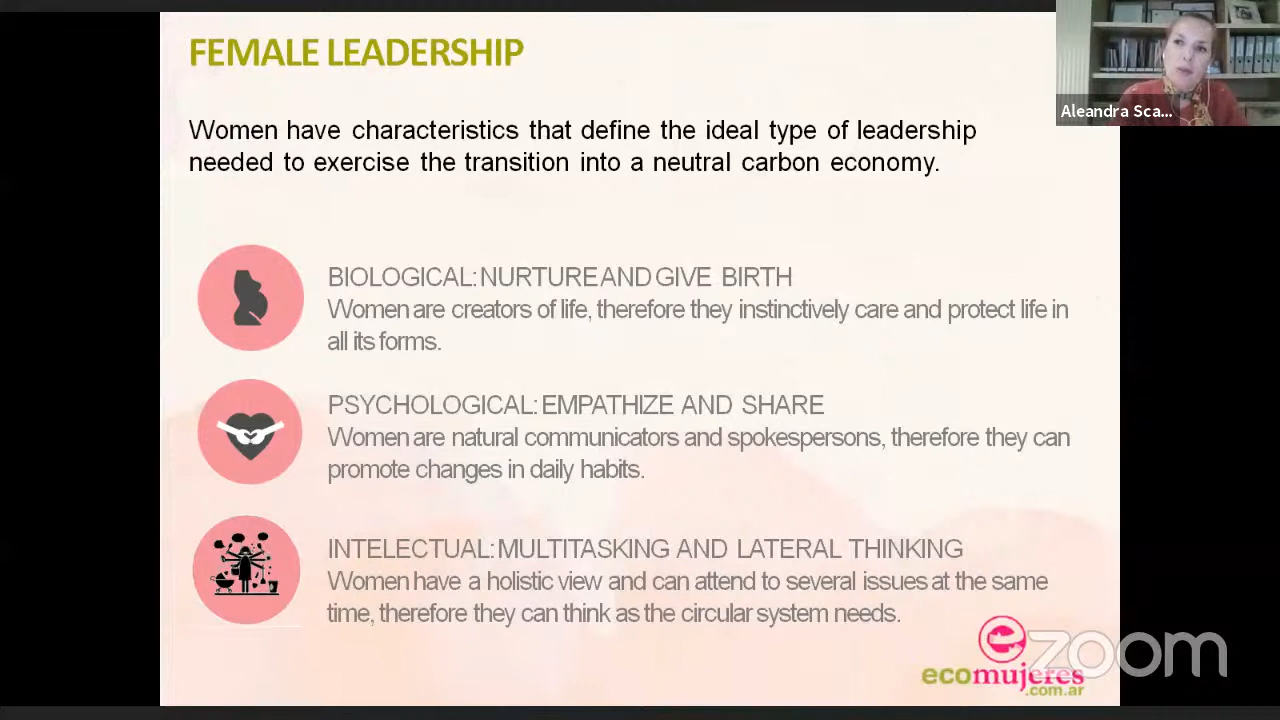 FEMALE LEADERSHIP
Aleandra Sca...
Women have characteristics that define the ideal type of leadership
needed to exercise the transition into a neutral carbon economy.
BIOLOGICAL: NURTURE AND GIVE BIRTH
Women are creators of life, therefore they instinctively care and protect life in
all its forms.
PSYCHOLOGICAL: EMPATHIZE AND SHARE
Women are natural communicators and spokespersons, therefore they can
promote changes in daily habits.
INTELECTUAL: MULTITASKING AND LATERAL THINKING
Women have a holistic view and can attend to several issues at the same
time, therefore they can think as the circular system needs.
zoom
ecomujeres
.com.ar